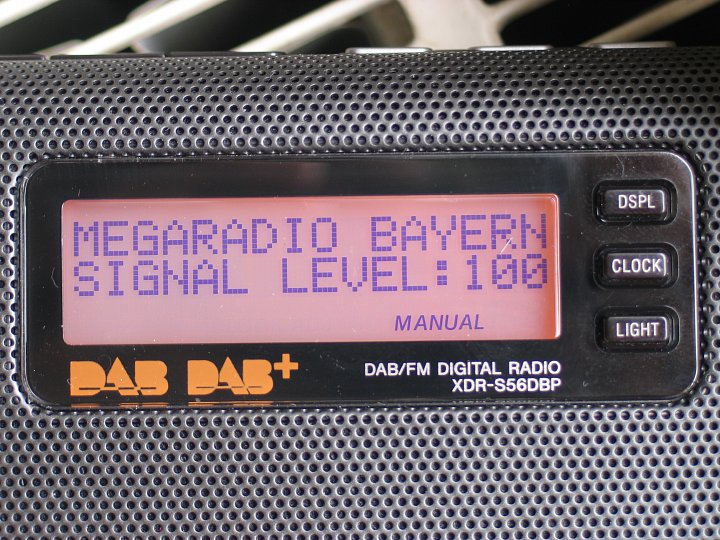 MEGARADIO BAYERN
SIGNAL LEVEL:100
MANUAL
DAB DAB+
DAB/FM DIGITAL RADIO
XDR-S56DBP
DSPL
CLOCK
LIGHT